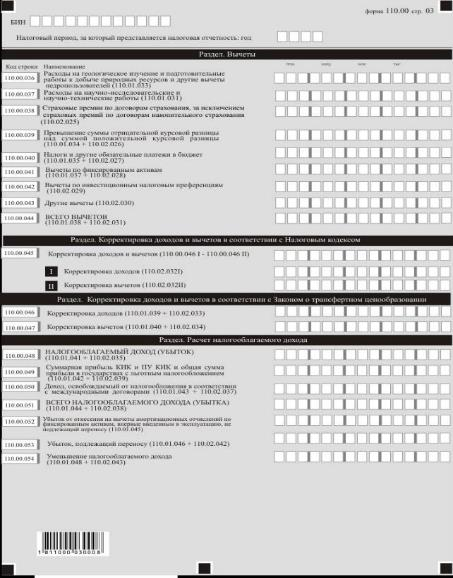 форма 110.00 стр. 03
БИН
Налоговый период, за который представляется налоговая отчетность: год
Раздел. Вычеты
Код строки Наименование
110.00.036 Расходы на геологическое изучение и подготовительные
работы к добыче природных ресурсов и другие вычеты
недропользователей (110.01.033)
110.00.037 Расходы на научно-исследовательские и
научно-технические работы (110.01.031)
110.00.038 Страховые премии по договорам страхования, за исключением
страховых премий по договорам накопительного страхования
(110.02.025)
110.00.039 Превышение суммы отрицательной курсовой разницы
над суммой положительной курсовой разницы
(110.01.034 + 110.02.026)
110.00.040 Налоги и другие обязательные платежи в бюджет
(110.01.035 + 110.02.027)
110.00.041 Вычеты по фиксированным активам
(110.01.037 + 110.02.028)
110.00.042 Вычеты по инвестиционным налоговым преференциям
(110.02.029)
110.00.043 Другие вычеты (110.02.030)
110.00.044 ВСЕГО ВЫЧЕТОВ
(110.01.038 + 110.02.031)
Раздел. Корректировка доходов и вычетов в соответствии с Налоговым кодексом
110.00.045 Корректировка доходов и вычетов (110.00.046 I - 110.00.046 II)
I Корректировка доходов (110.02.032I)
II Корректировка вычетов (110.02.032II)
Раздел. Корректировка доходов и вычетов в соответствии с Законом о трансфертном ценообразовании
110.00.046 Корректировка доходов (110.01.039 + 110.02.033)
110.00.047 Корректировка вычетов (110.01.040 + 110.02.034)
Раздел. Расчет налогооблагаемого дохода
110.00.048 НАЛОГООБЛАГАЕМЫЙ ДОХОД (УБЫТОК)
(110.01.041 + 110.02.035)
110.00.049 Суммарная прибыль КИК и ПУ КИК и общая сумма
прибыли в государствах с льготным налогообложением
(110.01.042 + 110.02.039)
110.00.050 Доход, освобождаемый от налогообложения в соответствии
с международными договорами (110.01.043 + 110.02.037)
110.00.051 ВСЕГО НАЛОГООБЛАГАЕМОГО ДОХОДА (УБЫТКА)
(110.01.044 + 110.02.038)
110.00.052 Убыток от отнесения на вычеты амортизационных отчислений по
фиксированным активам, впервые введенным в эксплуатацию, не
подлежащий переносу (110.01.045)
110.00.053 Убыток, подлежащий переносу (110.01.046 + 110.02.042)
110.00.054 Уменьшение налогооблагаемого дохода
(110.01.048 + 110.02.043)
1811000030008